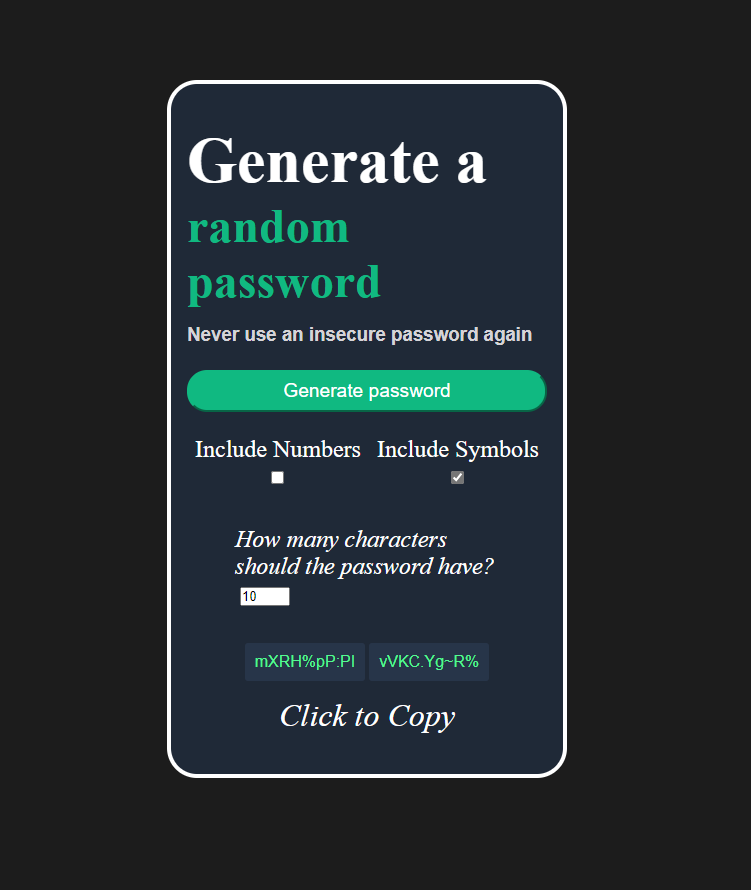 Generate a
random
password
Never use an insecure password again
Generate password
Include Numbers Include Symbols
How many characters
should the password have?
10
mXRH%pP:Pl vVKC.Yg~R%
Click to Copy